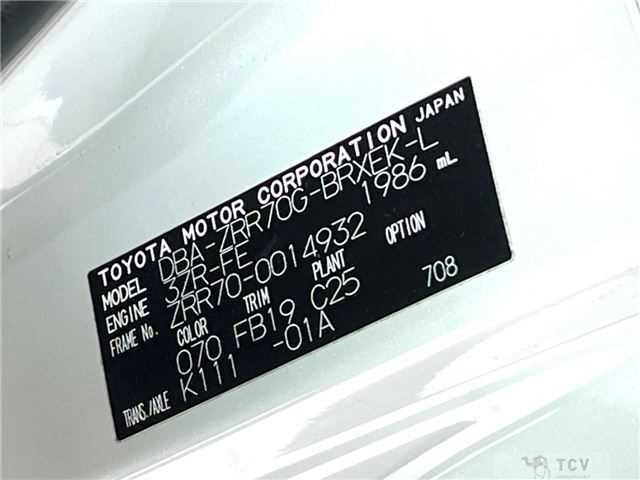 TOYOTA MOTOR CORPORATION JAPAN
MODEL DBA-ZRR70G-BRXEK-L
ENGINE 3ZR-FE 1986 mL
FRAME No. ZRR70-0014932
COLOR TRIM PLANT OPTION
070 FB19 C25 708
TRANS./AXLE K111 -01A
TCV